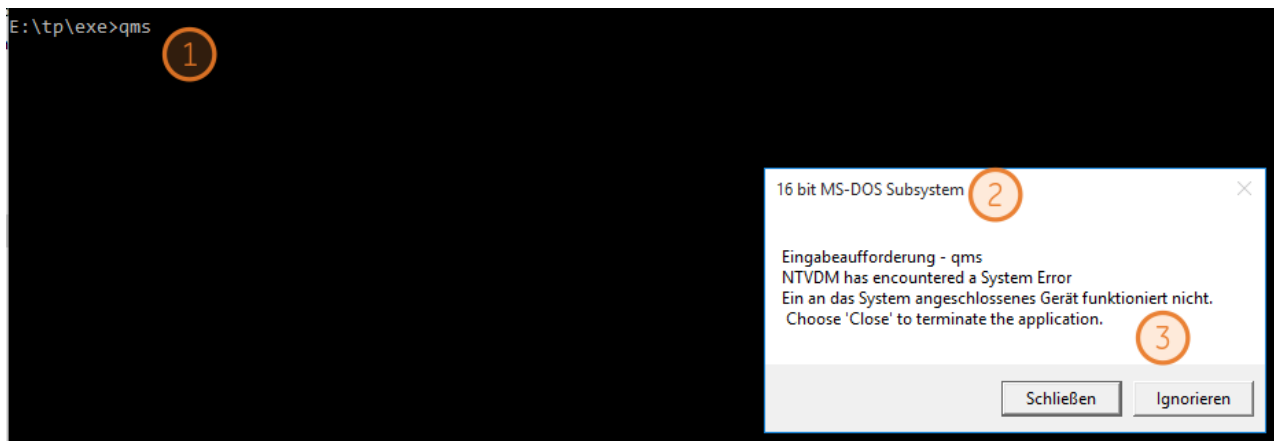 E:\tp\exe>qms
1
16 bit MS-DOS Subsystem
2
Eingabeaufforderung - qms
NTVDM has encountered a System Error
Ein an das System angeschlossenes Gerät funktioniert nicht.
Choose 'Close' to terminate the application.
3
Schließen Ignorieren